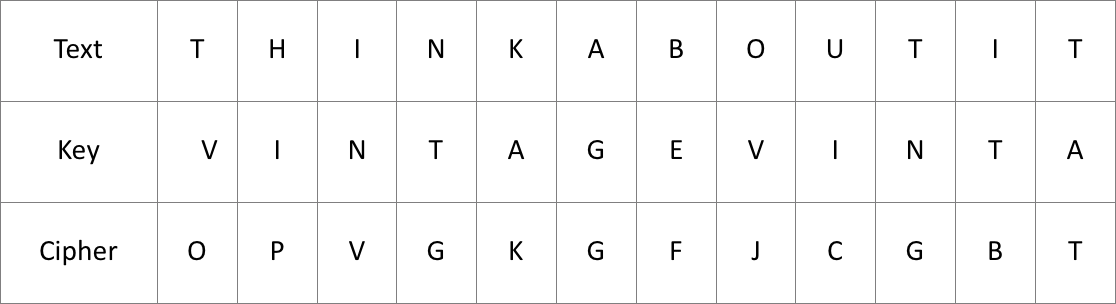 Text T H I N K A B O U T I T
Key V I N T A G E V I N T A
Cipher O P V G K G F J C G B T